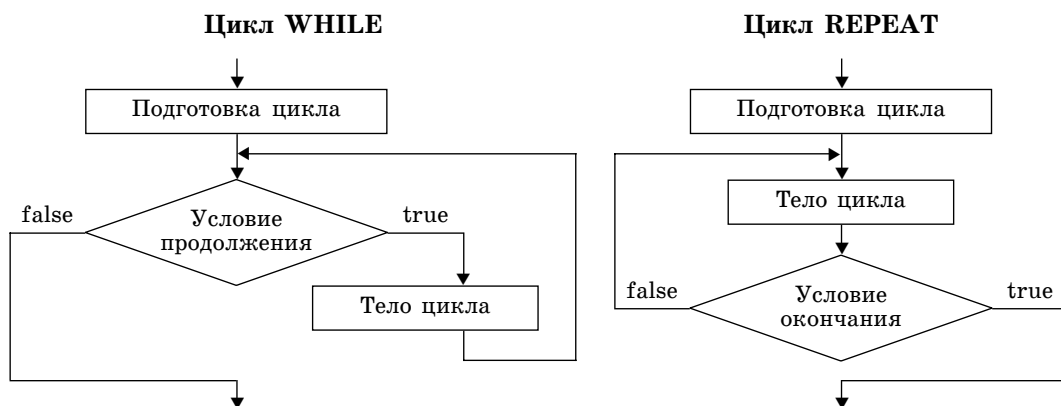 Цикл WHILE
Подготовка цикла
false
Условие
продолжения
true
Тело цикла
Цикл REPEAT
Подготовка цикла
Тело цикла
false
Условие
окончания
true